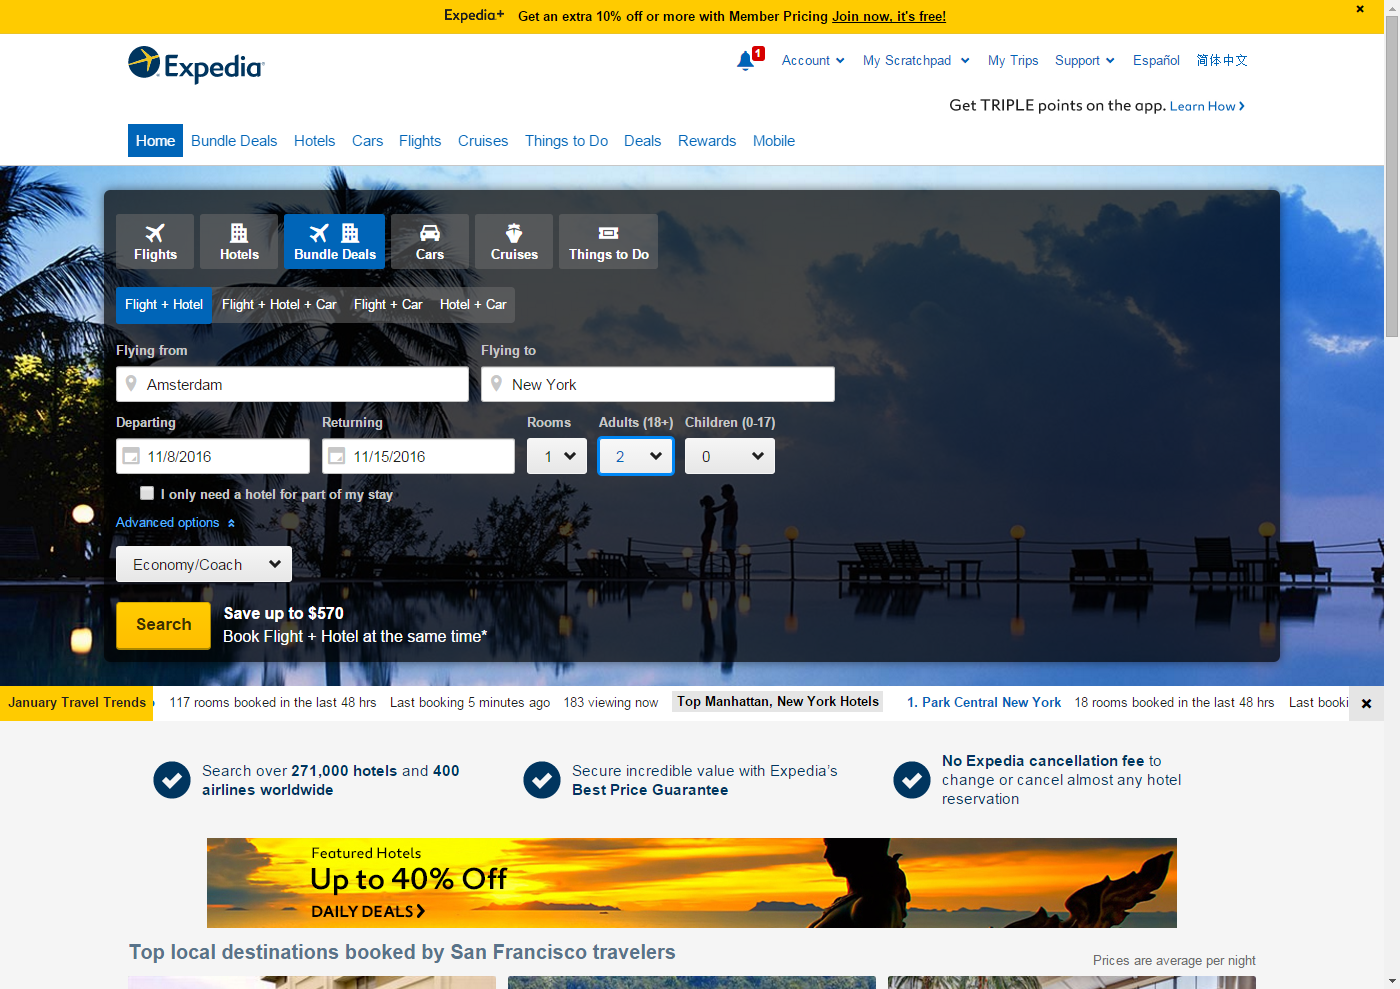 Expedia+ Get an extra 10% off or more with Member Pricing Join now, it's free!
Expedia
1 Account My Scratchpad My Trips Support Español 简体中文
Get TRIPLE points on the app. Learn How
Home Bundle Deals Hotels Cars Flights Cruises Things to Do Deals Rewards Mobile
Flights Hotels Bundle Deals Cars Cruises Things to Do
Flight + Hotel Flight + Hotel + Car Flight + Car Hotel + Car
Flying from Flying to
Amsterdam New York
Departing Returning Rooms Adults (18+) Children (0-17)
11/8/2016 11/15/2016 1 2 0
I only need a hotel for part of my stay
Advanced options
Economy/Coach
Search
Save up to $570
Book Flight + Hotel at the same time*
January Travel Trends 117 rooms booked in the last 48 hrs Last booking 5 minutes ago 183 viewing now Top Manhattan, New York Hotels 1. Park Central New York 18 rooms booked in the last 48 hrs Last booki
Search over 271,000 hotels and 400
airlines worldwide
Secure incredible value with Expedia's
Best Price Guarantee
No Expedia cancellation fee to
change or cancel almost any hotel
reservation
Featured Hotels
Up to 40% Off
DAILY DEALS
Top local destinations booked by San Francisco travelers
Prices are average per night